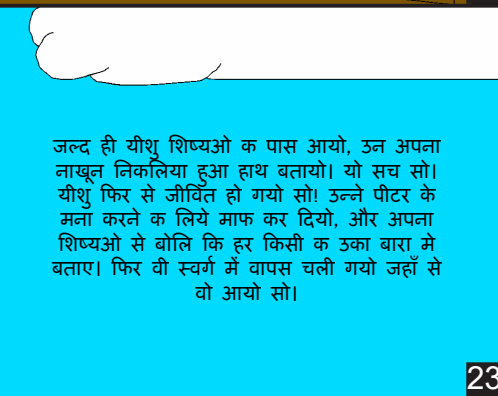 जल्द ही यीशु शिष्यओ क पास आयो, उन अपना
नाखून निकलिया हुआ हाथ बतायो। यो सच सो।
यीशु फिर से जीवित हो गयो सो! उन्ने पीटर के
मना करने क लिये माफ कर दियो, और अपना
शिष्यओ से बोलि कि हर किसी क उका बारा मे
बताए। फिर वी स्वर्ग में वापस चली गयो जहाँ से
वो आयो सो।
23